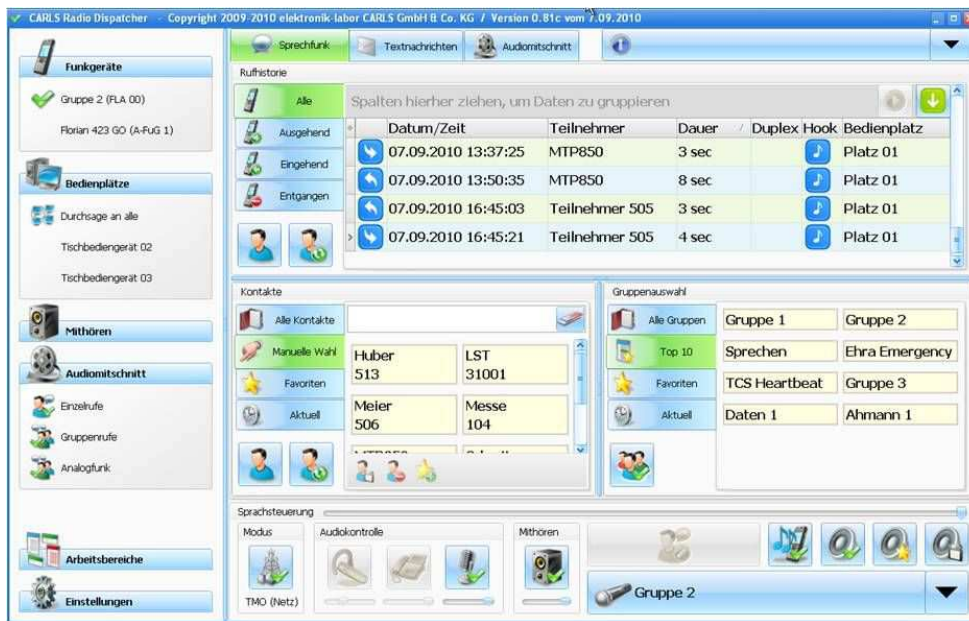 CARLS Radio Dispatcher - Copyright 2009-2010 elektronik-labor CARLS GmbH & Co. KG / Version 0.81c vom 7.09.2010
Funkgeräte
Gruppe 2 (FLA 00)
Florian 423 GO (A-FuG 1)
Bedienplätze
Durchsage an alle
Tischbediengerät 02
Tischbediengerät 03
Mithören
Audiomitschnitt
Einzelrufe
Gruppenrufe
Analogfunk
Arbeitsbereiche
Einstellungen
Sprechfunk Textnachrichten Audiomitschnitt
Rufhistorie
Alle
Ausgehend
Eingehend
Entgangen
Spalten hierher ziehen, um Daten zu gruppieren
Datum/Zeit Teilnehmer Dauer Duplex Hook Bedienplatz
07.09.2010 13:37:25 MTP850 3 sec Platz 01
07.09.2010 13:50:35 MTP850 8 sec Platz 01
07.09.2010 16:45:03 Teilnehmer 505 3 sec Platz 01
07.09.2010 16:45:21 Teilnehmer 505 4 sec Platz 01
Kontakte
Alle Kontakte
Manuelle Wahl
Favoriten
Aktuell
Huber LST
513 31001
Meier Messe
506 104
Gruppenauswahl
Alle Gruppen
Top 10
Favoriten
Aktuell
Gruppe 1 Gruppe 2
Sprechen Ehra Emergency
TCS Heartbeat Gruppe 3
Daten 1 Ahmann 1
Sprachsteuerung
Modus Audiokontrolle Mithören
TMO (Netz)
Gruppe 2